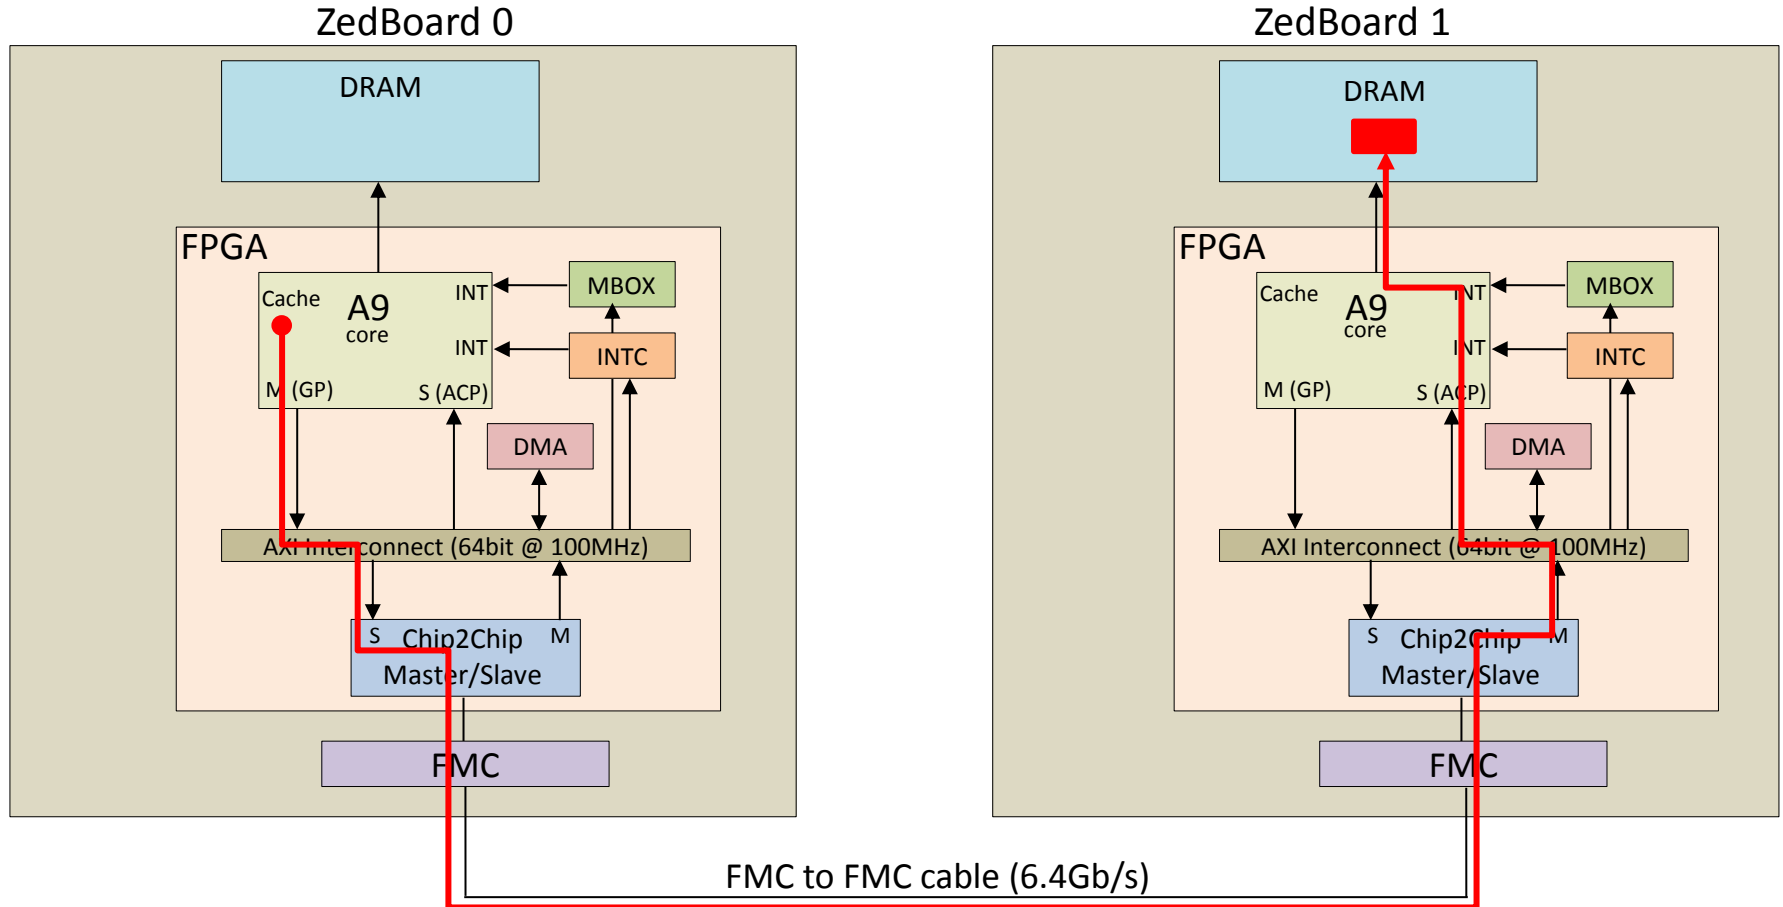 ZedBoard 0
DRAM
FPGA
Cache
A9
core
INT
MBOX
INT
INTC
M (GP)
S (ACP)
DMA
AXI Interconnect (64bit @ 100MHz)
S
Chip2Chip
M
Master/Slave
FMC
ZedBoard 1
DRAM
FPGA
Cache
A9
core
INT
MBOX
INT
INTC
M (GP)
S (ACP)
DMA
AXI Interconnect (64bit @ 100MHz)
S
Chip2Chip
M
Master/Slave
FMC
FMC to FMC cable (6.4Gb/s)